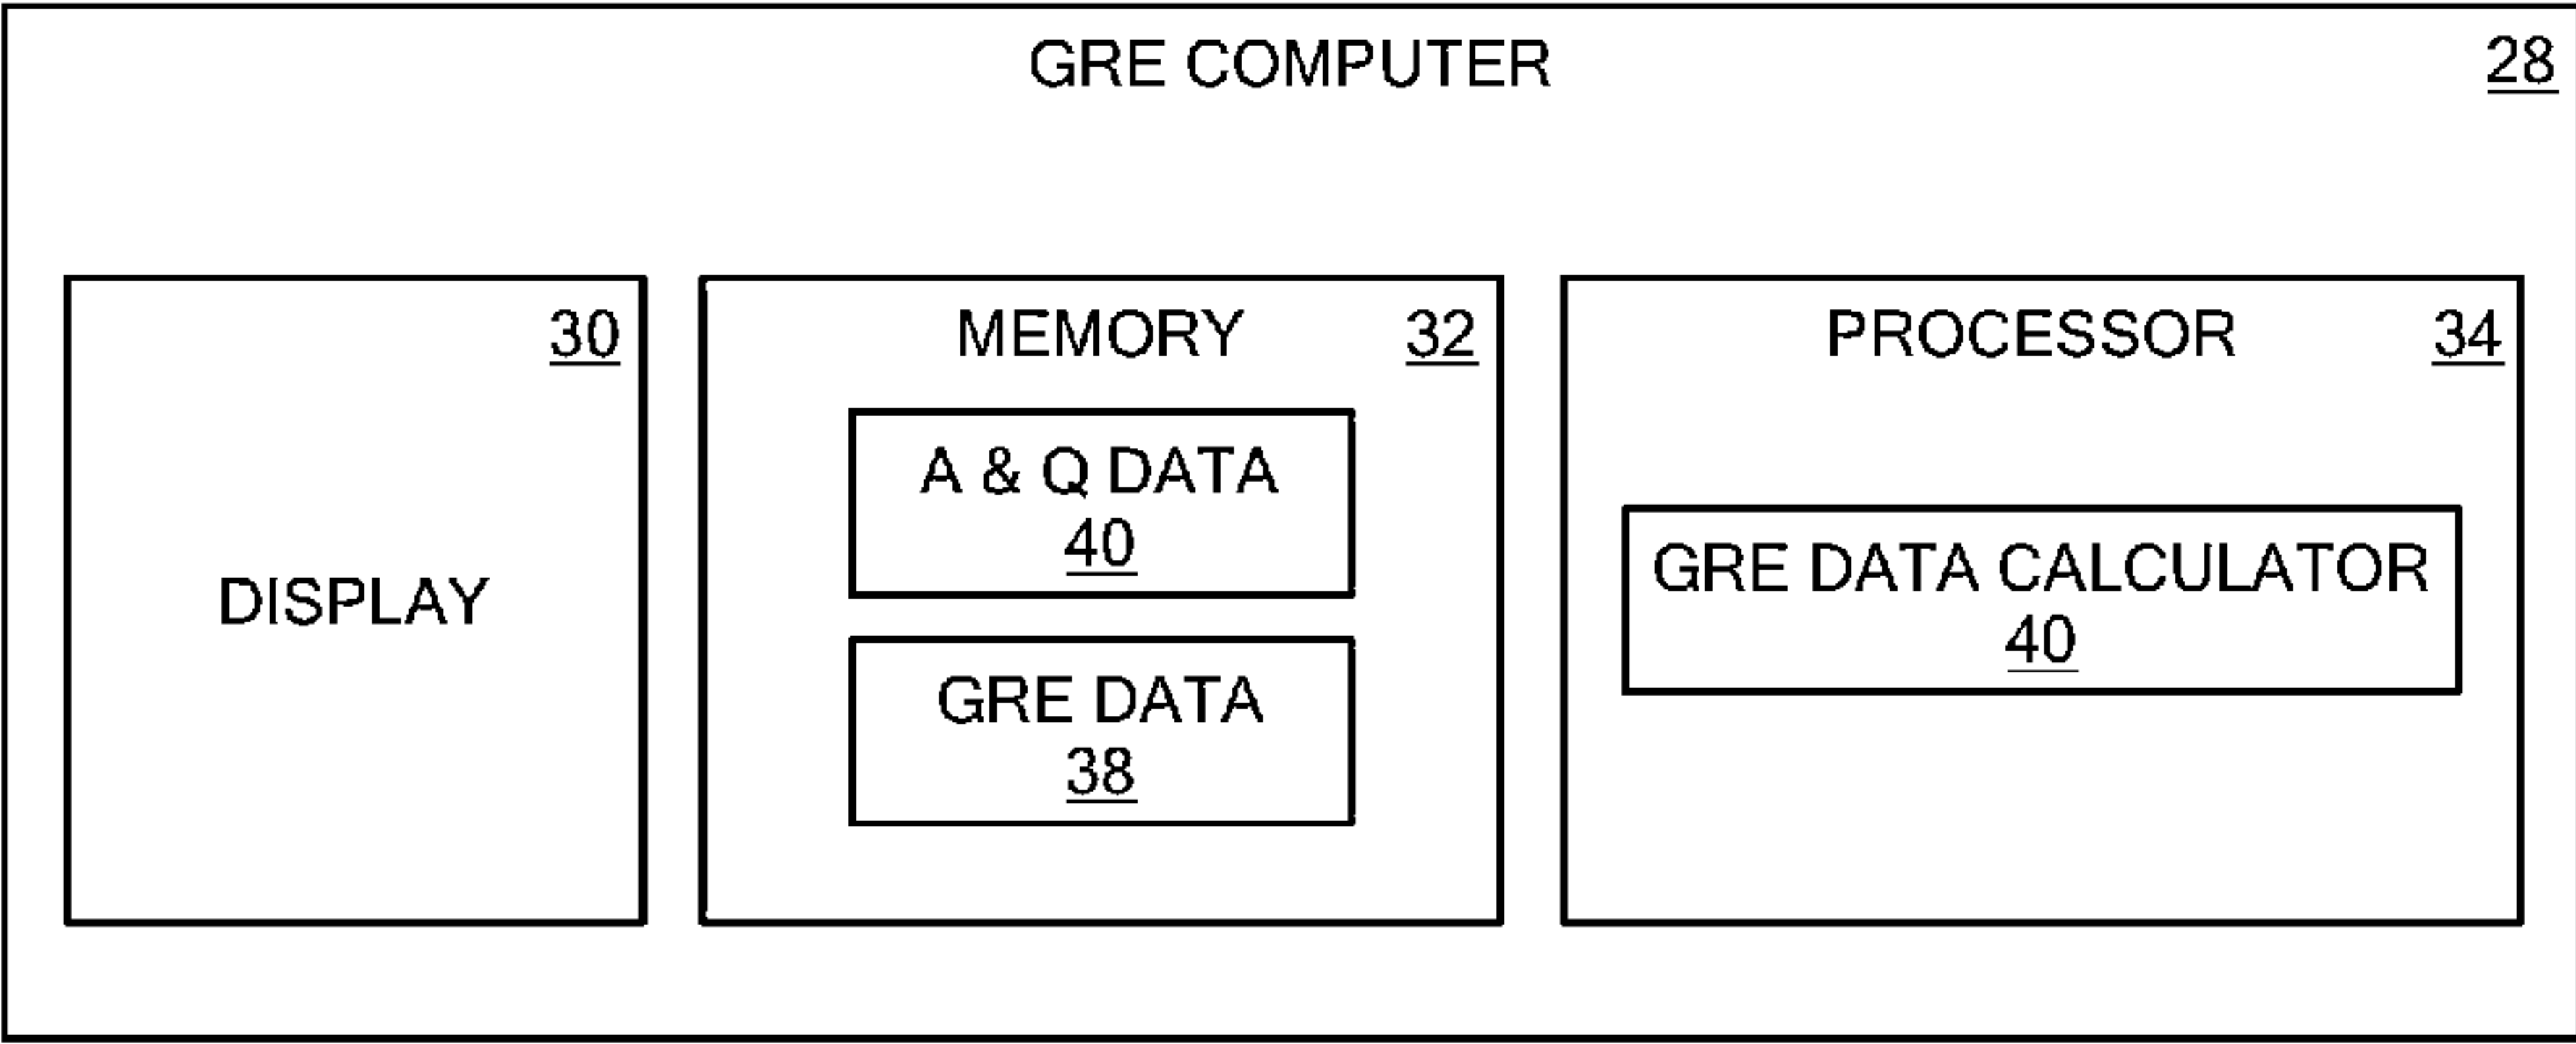 GRE COMPUTER 28
30
DISPLAY
MEMORY 32
A & Q DATA
40
GRE DATA
38
PROCESSOR 34
GRE DATA CALCULATOR
40